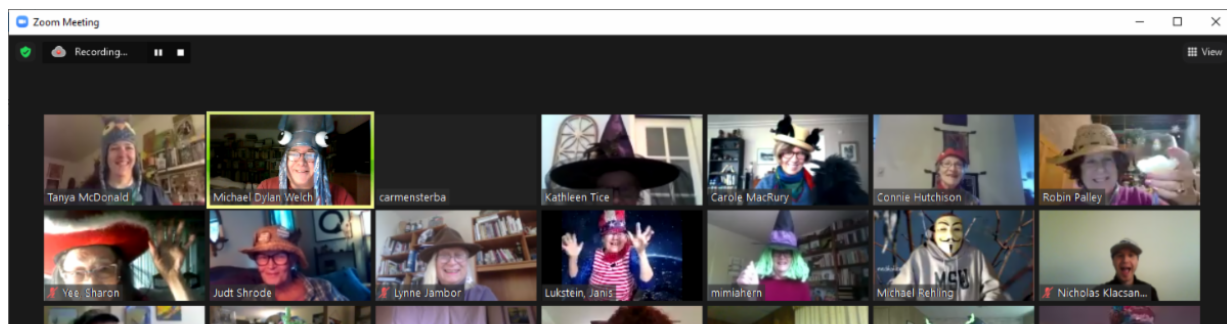 Zoom Meeting
Recording...
View
Tanya McDonald
Michael Dylan Welch
carmensterba
Kathleen Tice
Carole MacRury
Connie Hutchison
Robin Palley
Yee Sharon
Judt Shrode
Lynne Jambor
Lukstein, Janis
mimiahern
Michael Rehling
MSU
Nicholas Klacsan...